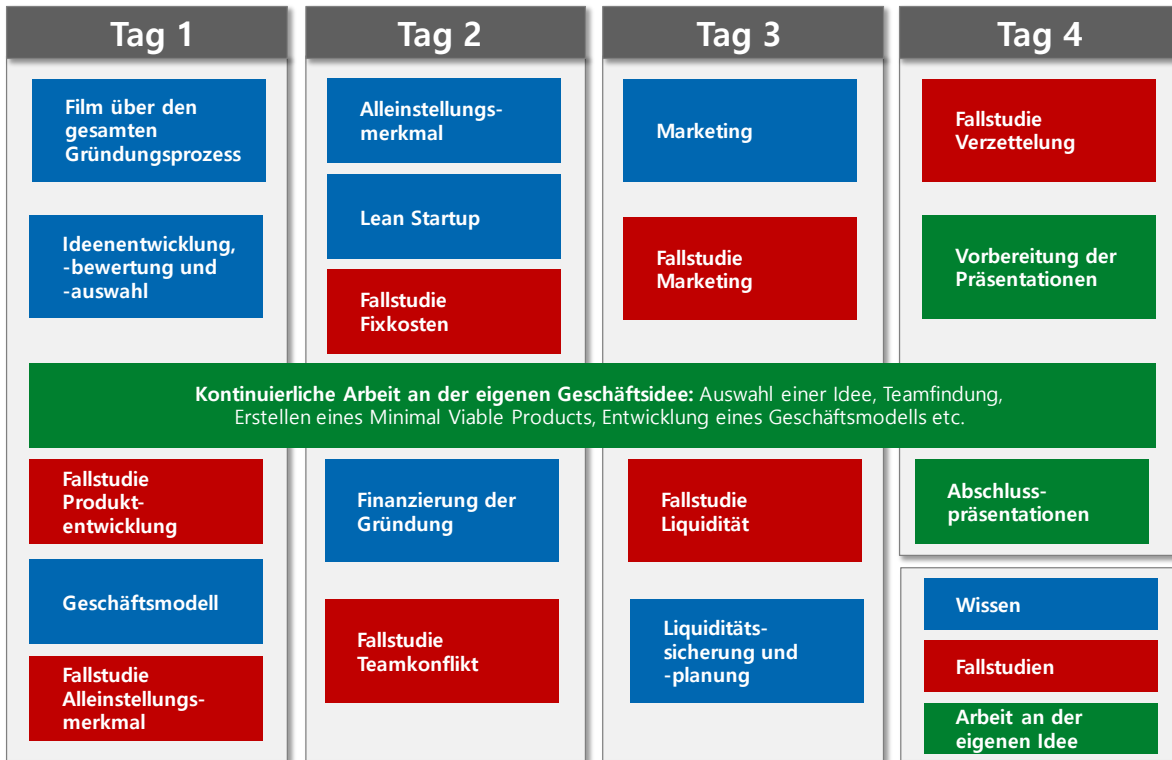 Tag 1
Film über den
gesamten
Gründungsprozess
Ideenentwicklung,
-bewertung und
-auswahl
Tag 2
Alleinstellungs-
merkmal
Lean Startup
Fallstudie
Fixkosten
Tag 3
Marketing
Fallstudie
Marketing
Tag 4
Fallstudie
Verzettelung
Vorbereitung der
Präsentationen
Kontinuierliche Arbeit an der eigenen Geschäftsidee: Auswahl einer Idee, Teamfindung,
Erstellen eines Minimal Viable Products, Entwicklung eines Geschäftsmodells etc.
Fallstudie
Produkt-
entwicklung
Geschäftsmodell
Fallstudie
Alleinstellungs-
merkmal
Finanzierung der
Gründung
Fallstudie
Teamkonflikt
Fallstudie
Liquidität
Liquiditäts-
sicherung und
-planung
Abschluss-
präsentationen
Wissen
Fallstudien
Arbeit an der
eigenen Idee